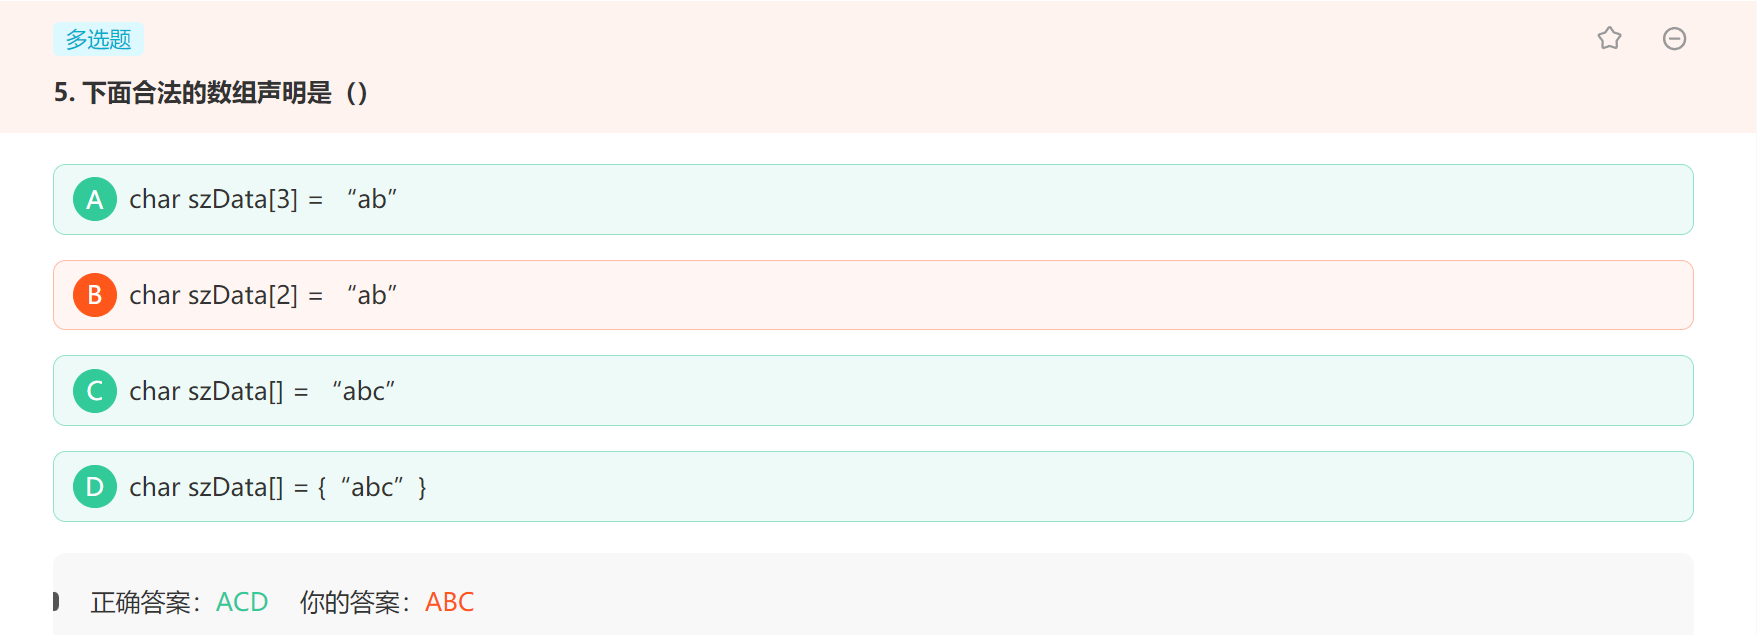 多选题
5. 下面合法的数组声明是（）
A char szData[3] = “ab”
B char szData[2] = “ab”
C char szData[] = “abc”
D char szData[] = {“abc”}
正确答案：ACD 你的答案：ABC